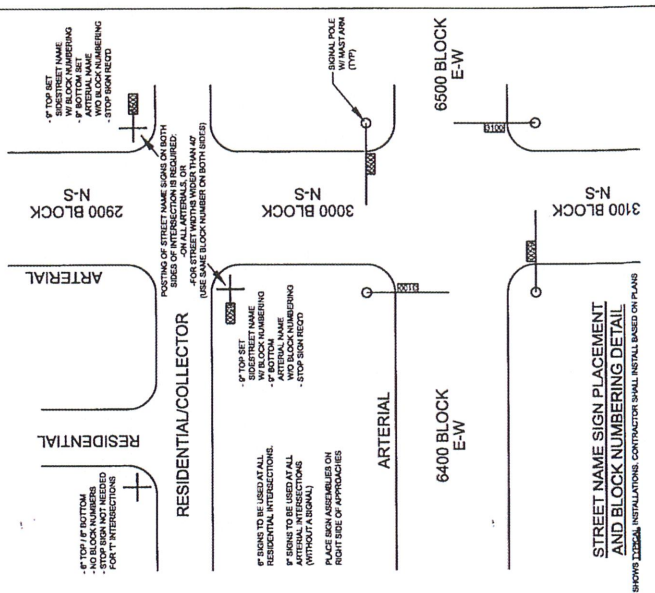 - 6" TOP / 6" BOTTOM
- NO BLOCK NUMBERS
- STOP SIGN NOT NEEDED
FOR "T" INTERSECTIONS
RESIDENTIAL
ARTERIAL
2900 BLOCK
N-S
- 9" TOP SET
SIDESTREET NAME
W/ BLOCK NUMBERING
- 9" BOTTOM SET
ARTERIAL NAME
W/O BLOCK NUMBERING
- STOP SIGN REQ'D
RESIDENTIAL/COLLECTOR
POSTING OF STREET NAME SIGNS ON BOTH
SIDES OF INTERSECTION IS REQUIRED:
-ON ALL ARTERIALS, OR
-FOR STREET WIDTHS WIDER THAN 40'
(USE SAME BLOCK NUMBER ON BOTH SIDES)
- 9" TOP SET
SIDESTREET NAME
W/ BLOCK NUMBERING
- 9" BOTTOM
ARTERIAL NAME
W/O BLOCK NUMBERING
- STOP SIGN REQ'D
6" SIGNS TO BE USED AT ALL
RESIDENTIAL INTERSECTIONS.
9" SIGNS TO BE USED AT ALL
ARTERIAL INTERSECTIONS
(WITHOUT A SIGNAL)
PLACE SIGN ASSEMBLIES ON
RIGHT SIDE OF APPROACHES
3000 BLOCK
N-S
SIGNAL POLE
W/ MAST ARM
(TYP)
ARTERIAL
6400 BLOCK
E-W
6500 BLOCK
E-W
3100
3100 BLOCK
N-S
STREET NAME SIGN PLACEMENT
AND BLOCK NUMBERING DETAIL
SHOWS TYPICAL INSTALLATIONS. CONTRACTOR SHALL INSTALL BASED ON PLANS